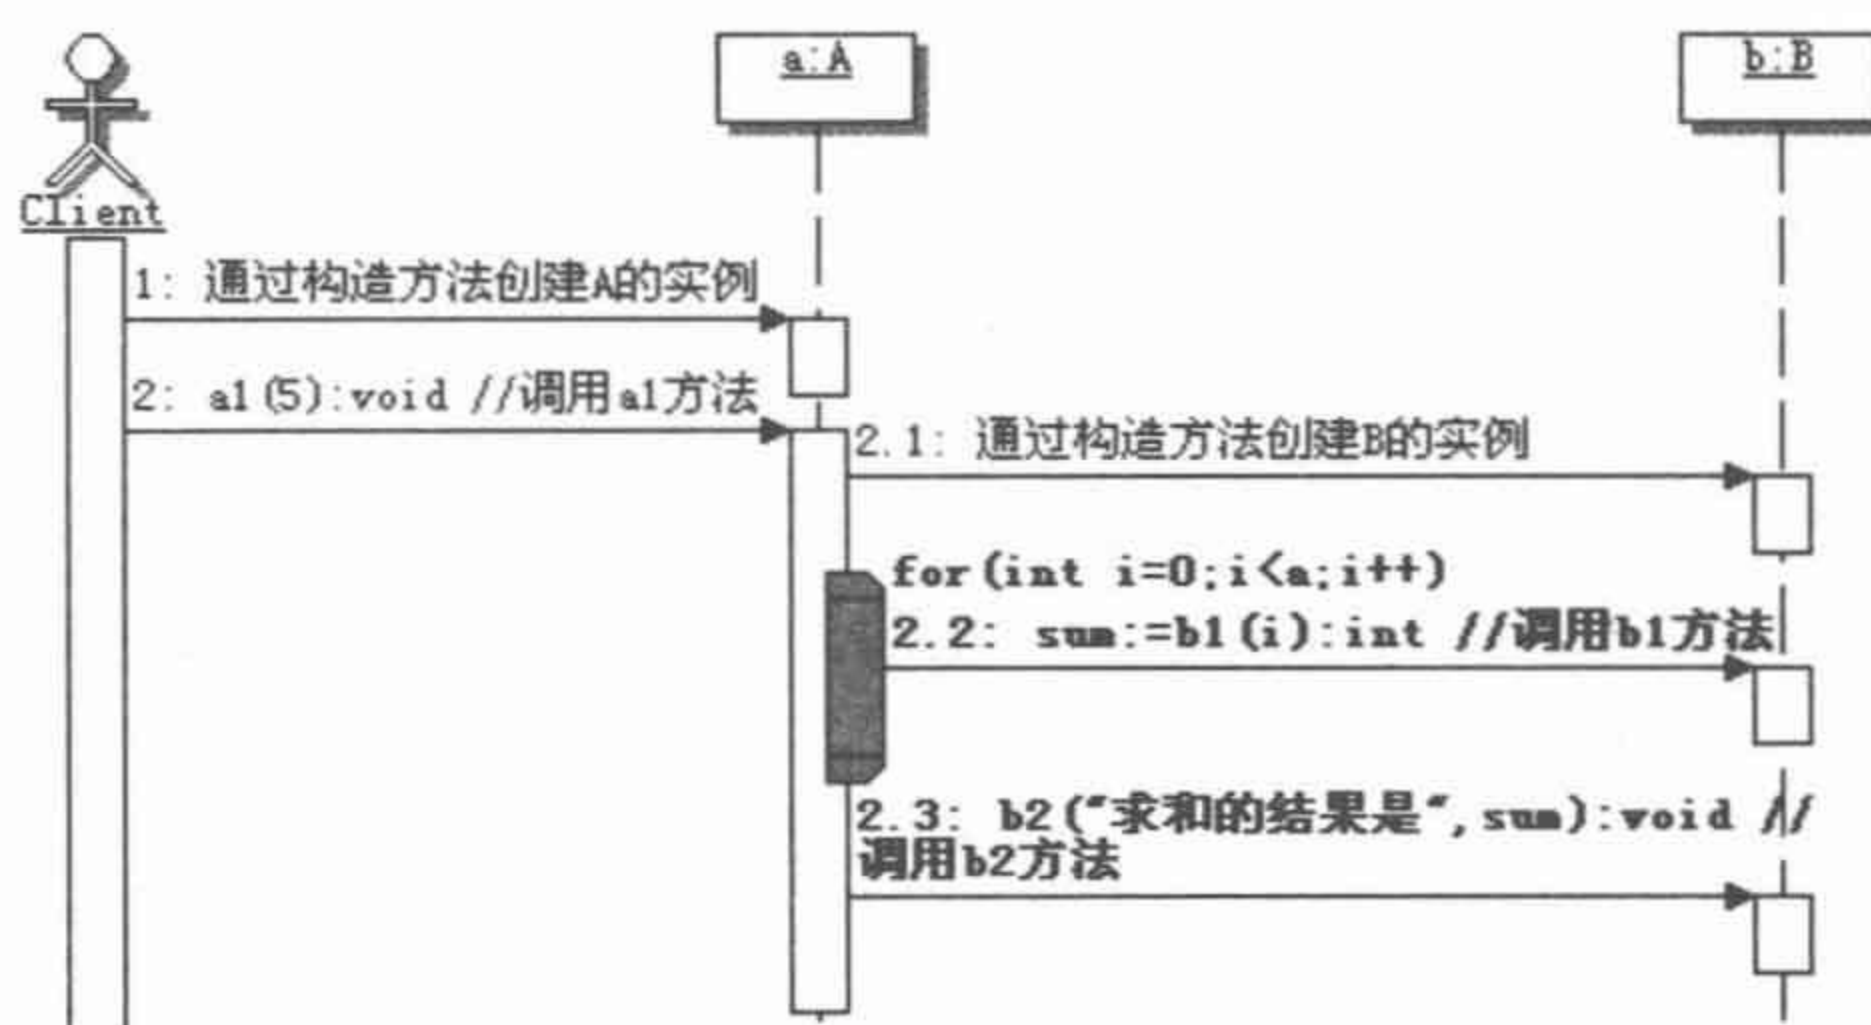 a:A
b:B
Client
1: 通过构造方法创建A的实例
2: a1(5):void //调用a1方法
2.1: 通过构造方法创建B的实例
for(int i=0;i<a;i++)
2.2: sum:=b1(i):int //调用b1方法
2.3: b2("求和的结果是",sum):void //
调用b2方法